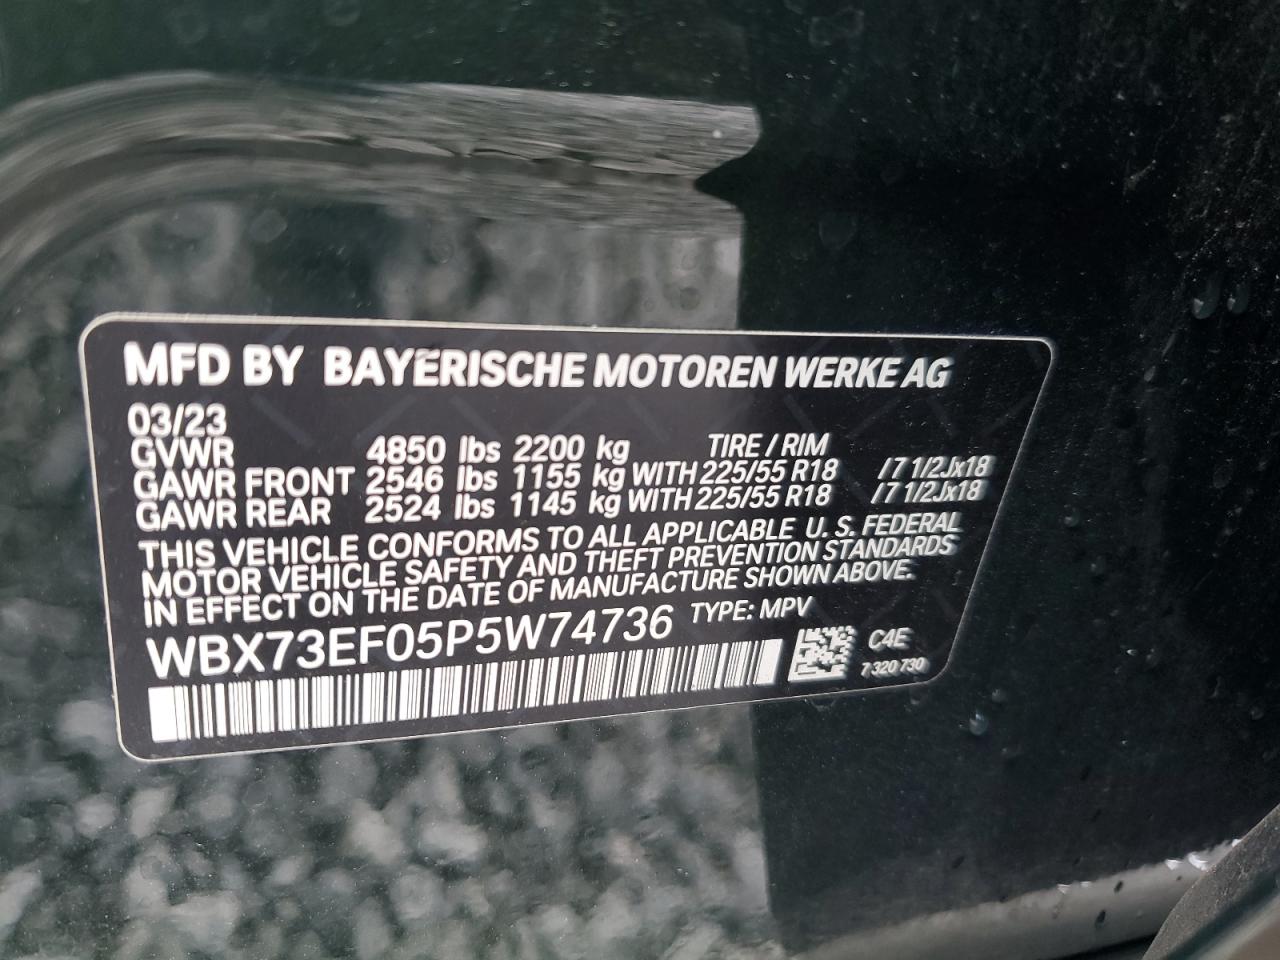 MFD BY BAYERISCHE MOTOREN WERKE AG
03/23
GVWR 4850 lbs 2200 kg TIRE / RIM
GAWR FRONT 2546 lbs 1155 kg WITH 225/55 R18 /7 1/2Jx18
GAWR REAR 2524 lbs 1145 kg WITH 225/55 R18 /7 1/2Jx18
THIS VEHICLE CONFORMS TO ALL APPLICABLE U. S. FEDERAL
MOTOR VEHICLE SAFETY AND THEFT PREVENTION STANDARDS
IN EFFECT ON THE DATE OF MANUFACTURE SHOWN ABOVE.
WBX73EF05P5W74736 TYPE: MPV
C4E
7 320 730